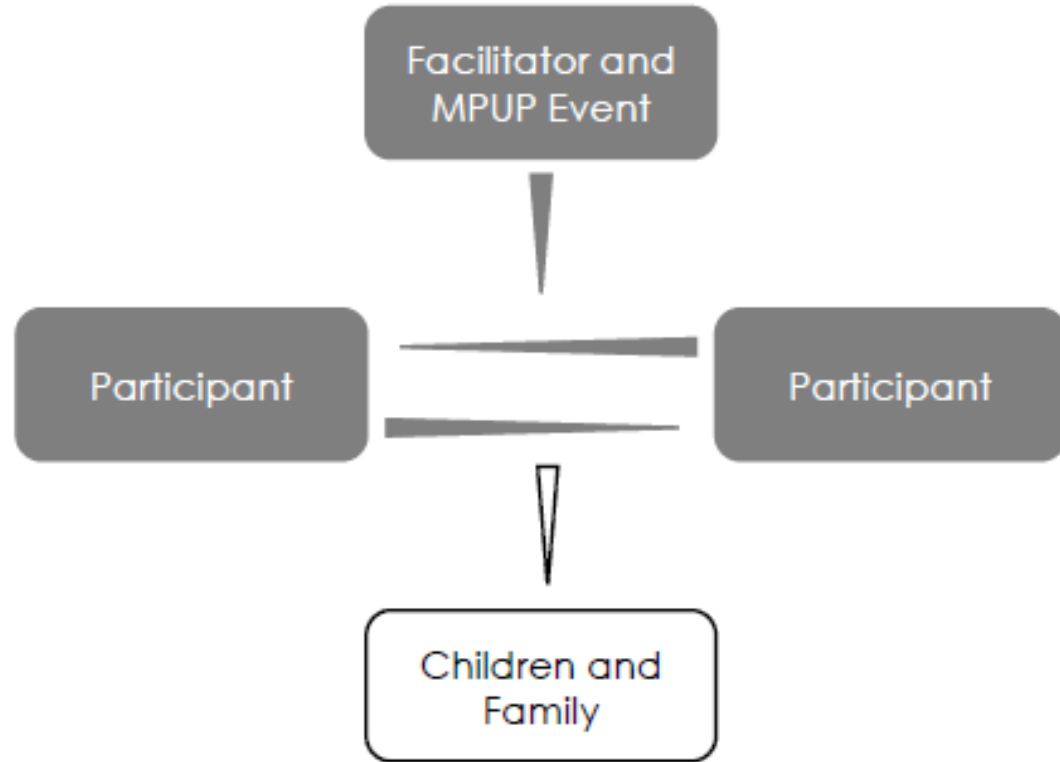 Facilitator and
MPUP Event
Participant
Participant
Children and
Family